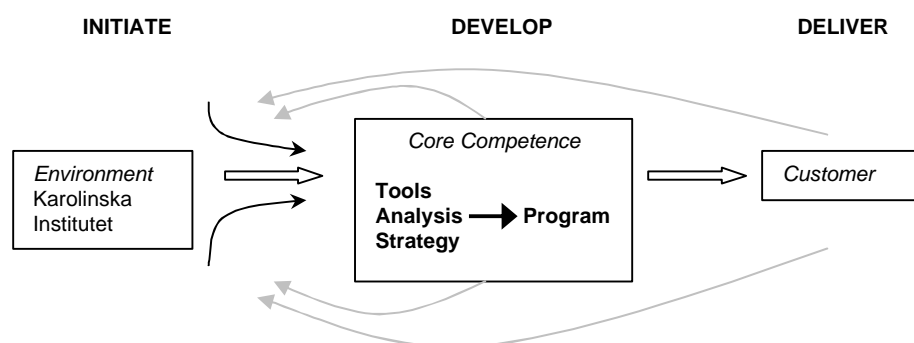 INITIATE DEVELOP DELIVER
Environment
Karolinska
Institutet
Core Competence
Tools
Analysis Program
Strategy
Customer